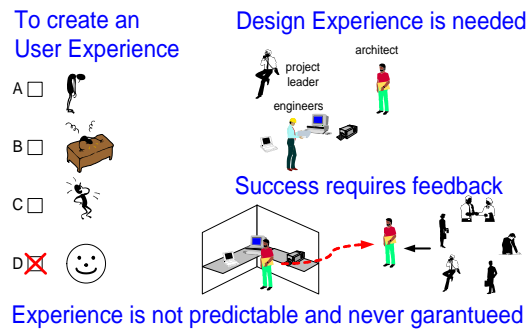 To create an
User Experience
A
B
C
D
Design Experience is needed
project
leader
architect
engineers
Success requires feedback
Experience is not predictable and never garantueed